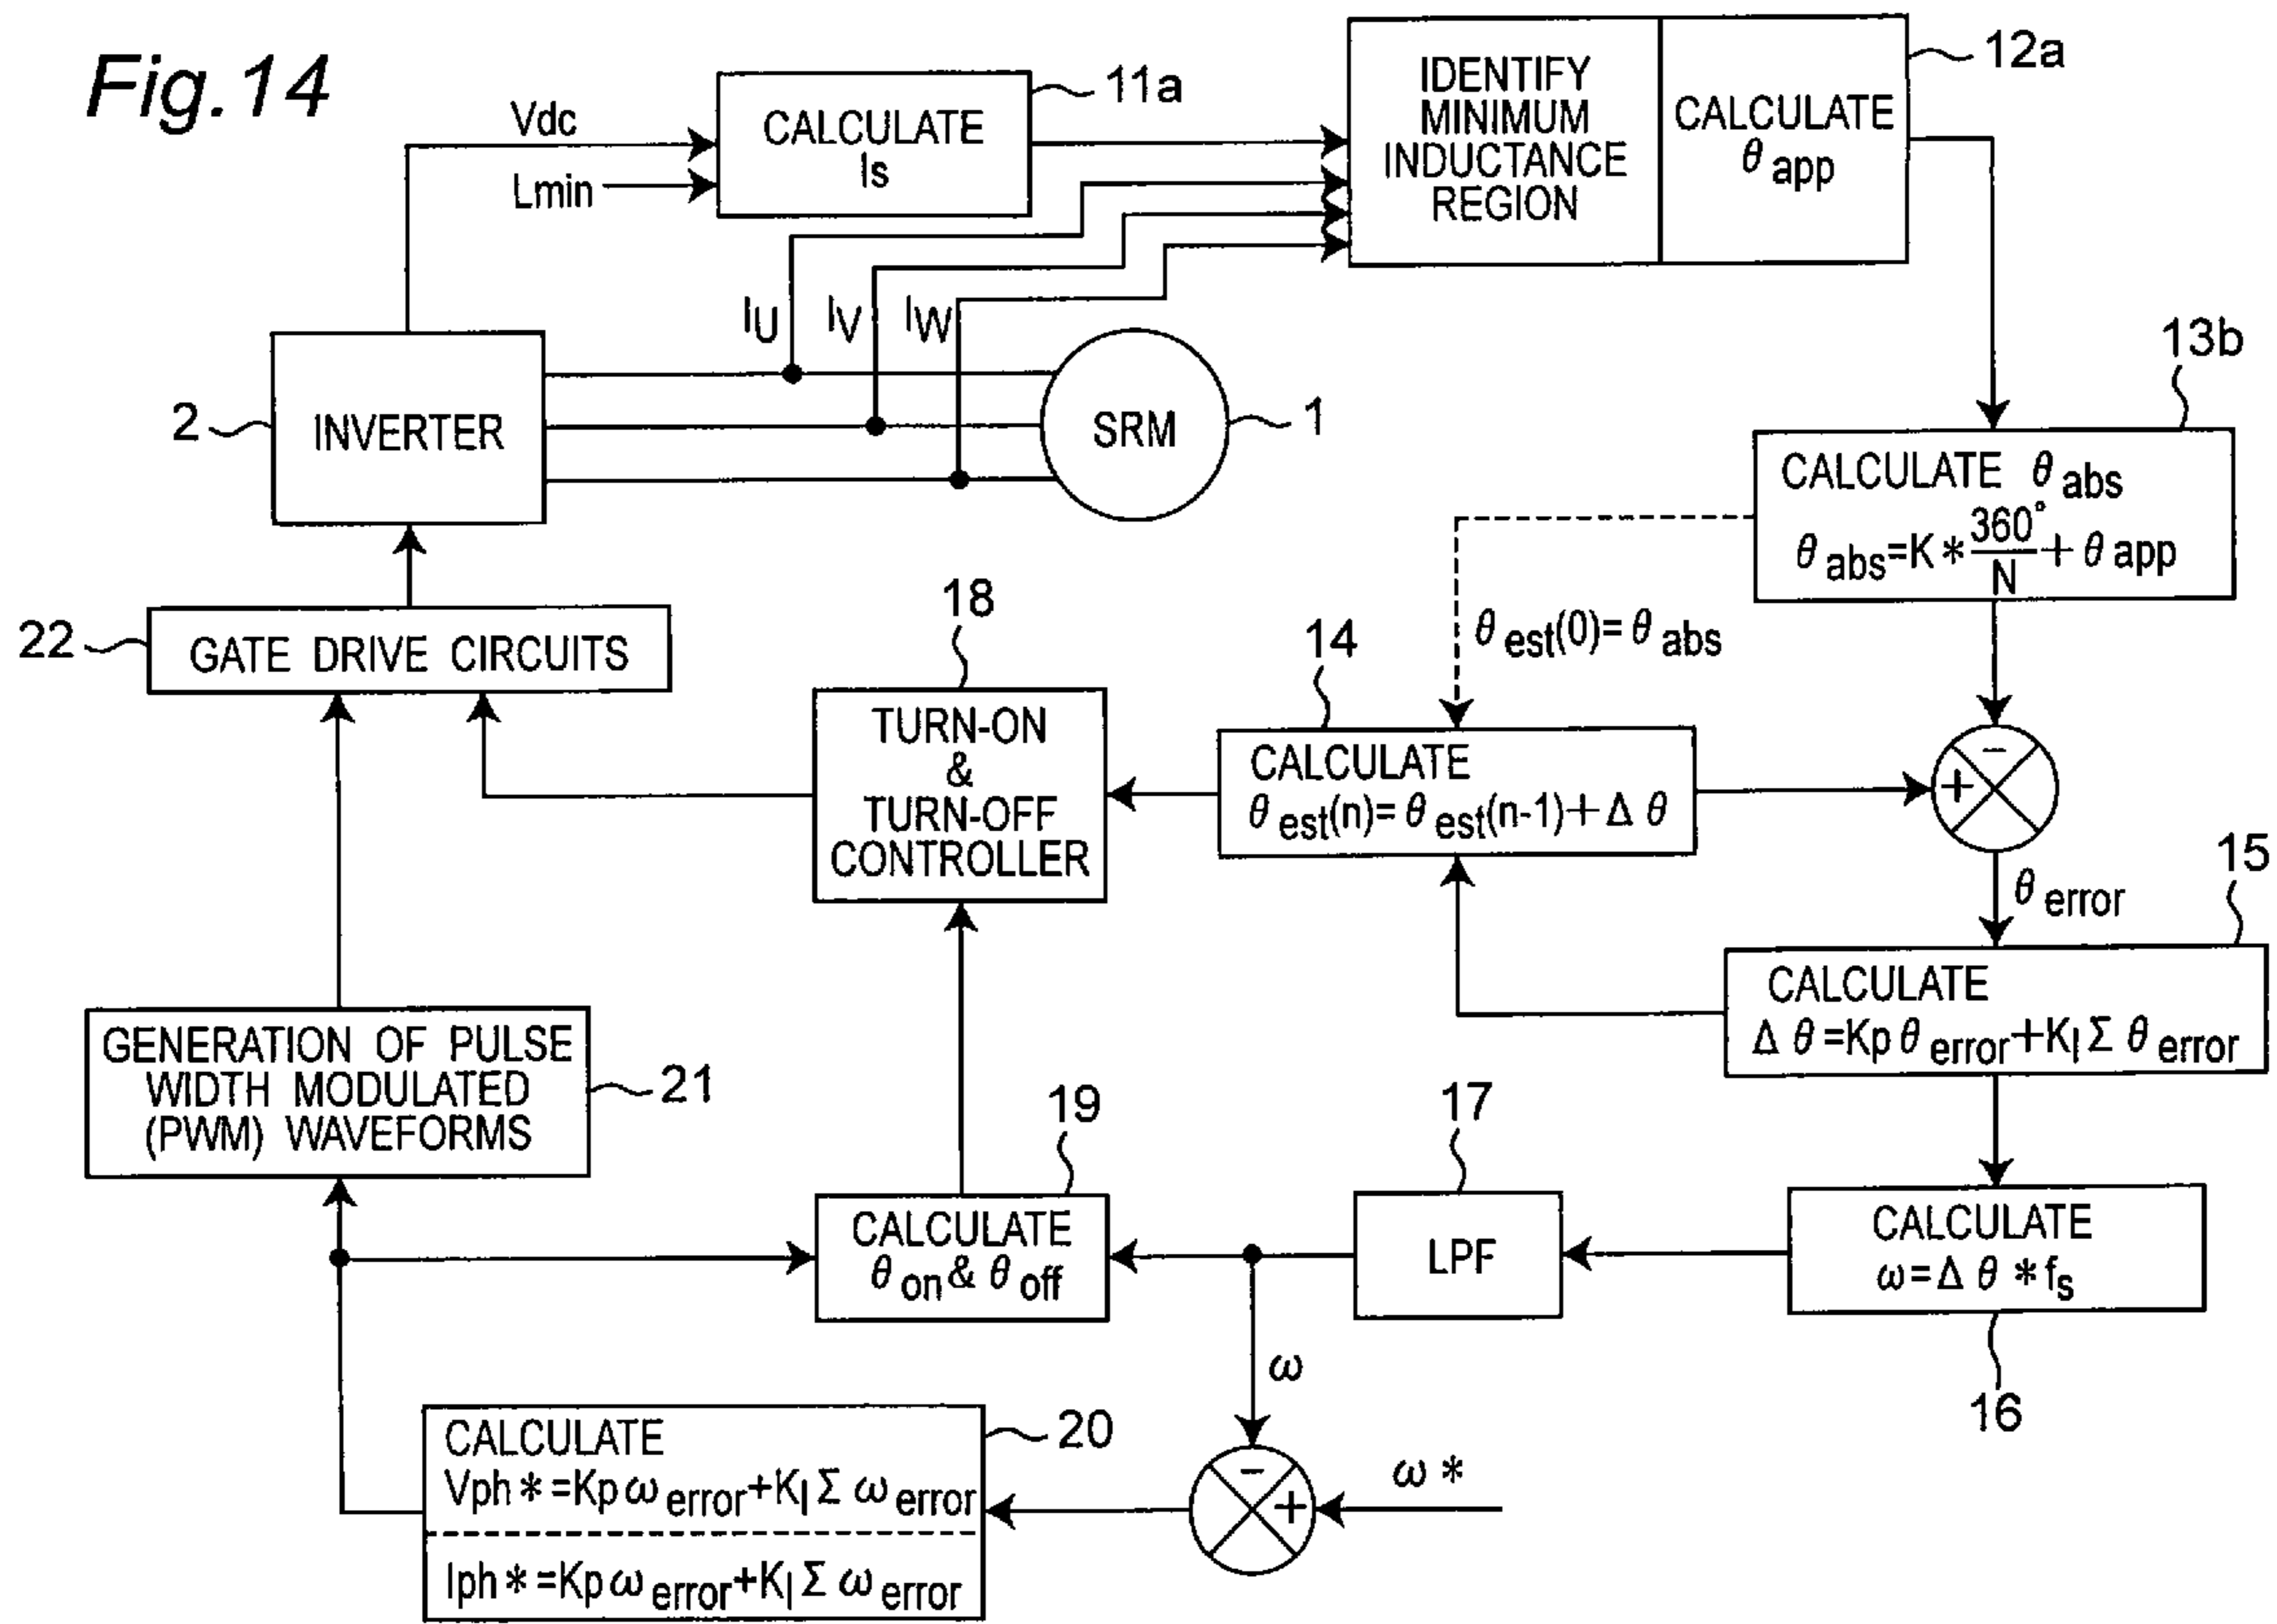 Fig.14
Vdc
Lmin
CALCULATE
Is
11a
IDENTIFY
MINIMUM
INDUCTANCE
REGION
CALCULATE
θ app
12a
IU
IV
IW
2
INVERTER
SRM
1
13b
CALCULATE θ abs
θ abs=K*360°/N+θ app
θ est(0)=θ abs
22
GATE DRIVE CIRCUITS
18
TURN-ON
&
TURN-OFF
CONTROLLER
14
CALCULATE
θ est(n)=θ est(n-1)+Δ θ
-
+
θ error
15
CALCULATE
Δ θ=Kp θ error+KI Σ θ error
GENERATION OF PULSE
WIDTH MODULATED
(PWM) WAVEFORMS
21
19
CALCULATE
θ on & θ off
17
LPF
CALCULATE
ω=Δ θ *fs
16
ω
20
CALCULATE
Vph*=Kp ω error+KI Σ ω error
Iph*=Kp ω error+KI Σ ω error
-
+
ω*